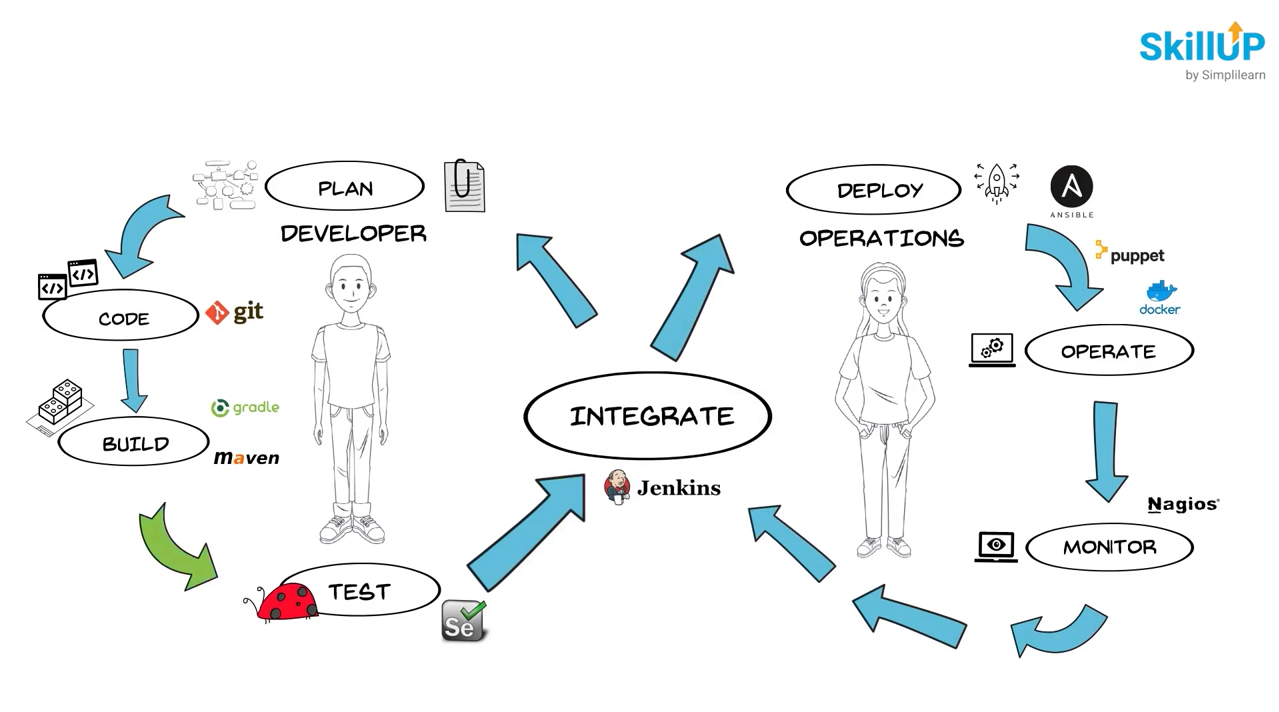 SkillUP
by Simplilearn
PLAN
DEVELOPER
CODE
git
BUILD
gradle
maven
TEST
Se
INTEGRATE
Jenkins
DEPLOY
ANSIBLE
OPERATIONS
puppet
docker
OPERATE
Nagios®
MONITOR